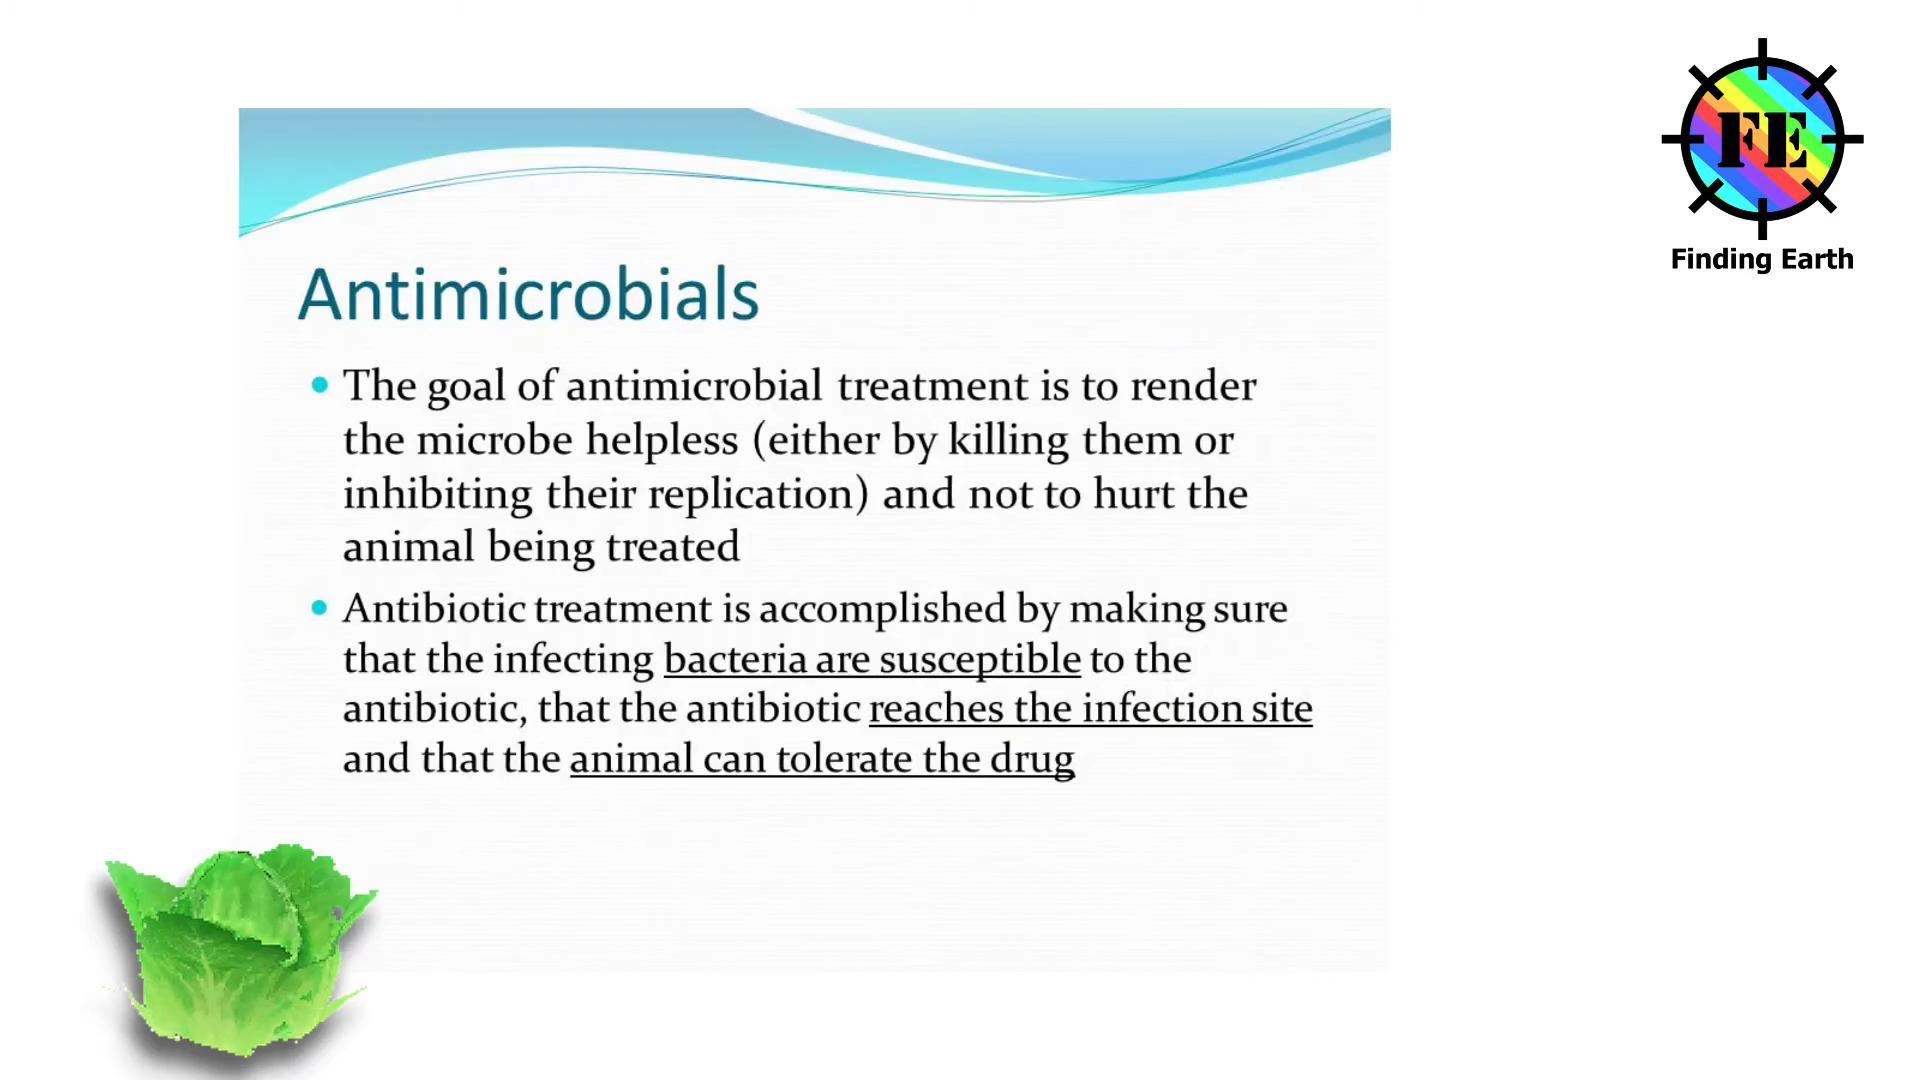 FE
Finding Earth
Antimicrobials
• The goal of antimicrobial treatment is to render
the microbe helpless (either by killing them or
inhibiting their replication) and not to hurt the
animal being treated
• Antibiotic treatment is accomplished by making sure
that the infecting bacteria are susceptible to the
antibiotic, that the antibiotic reaches the infection site
and that the animal can tolerate the drug